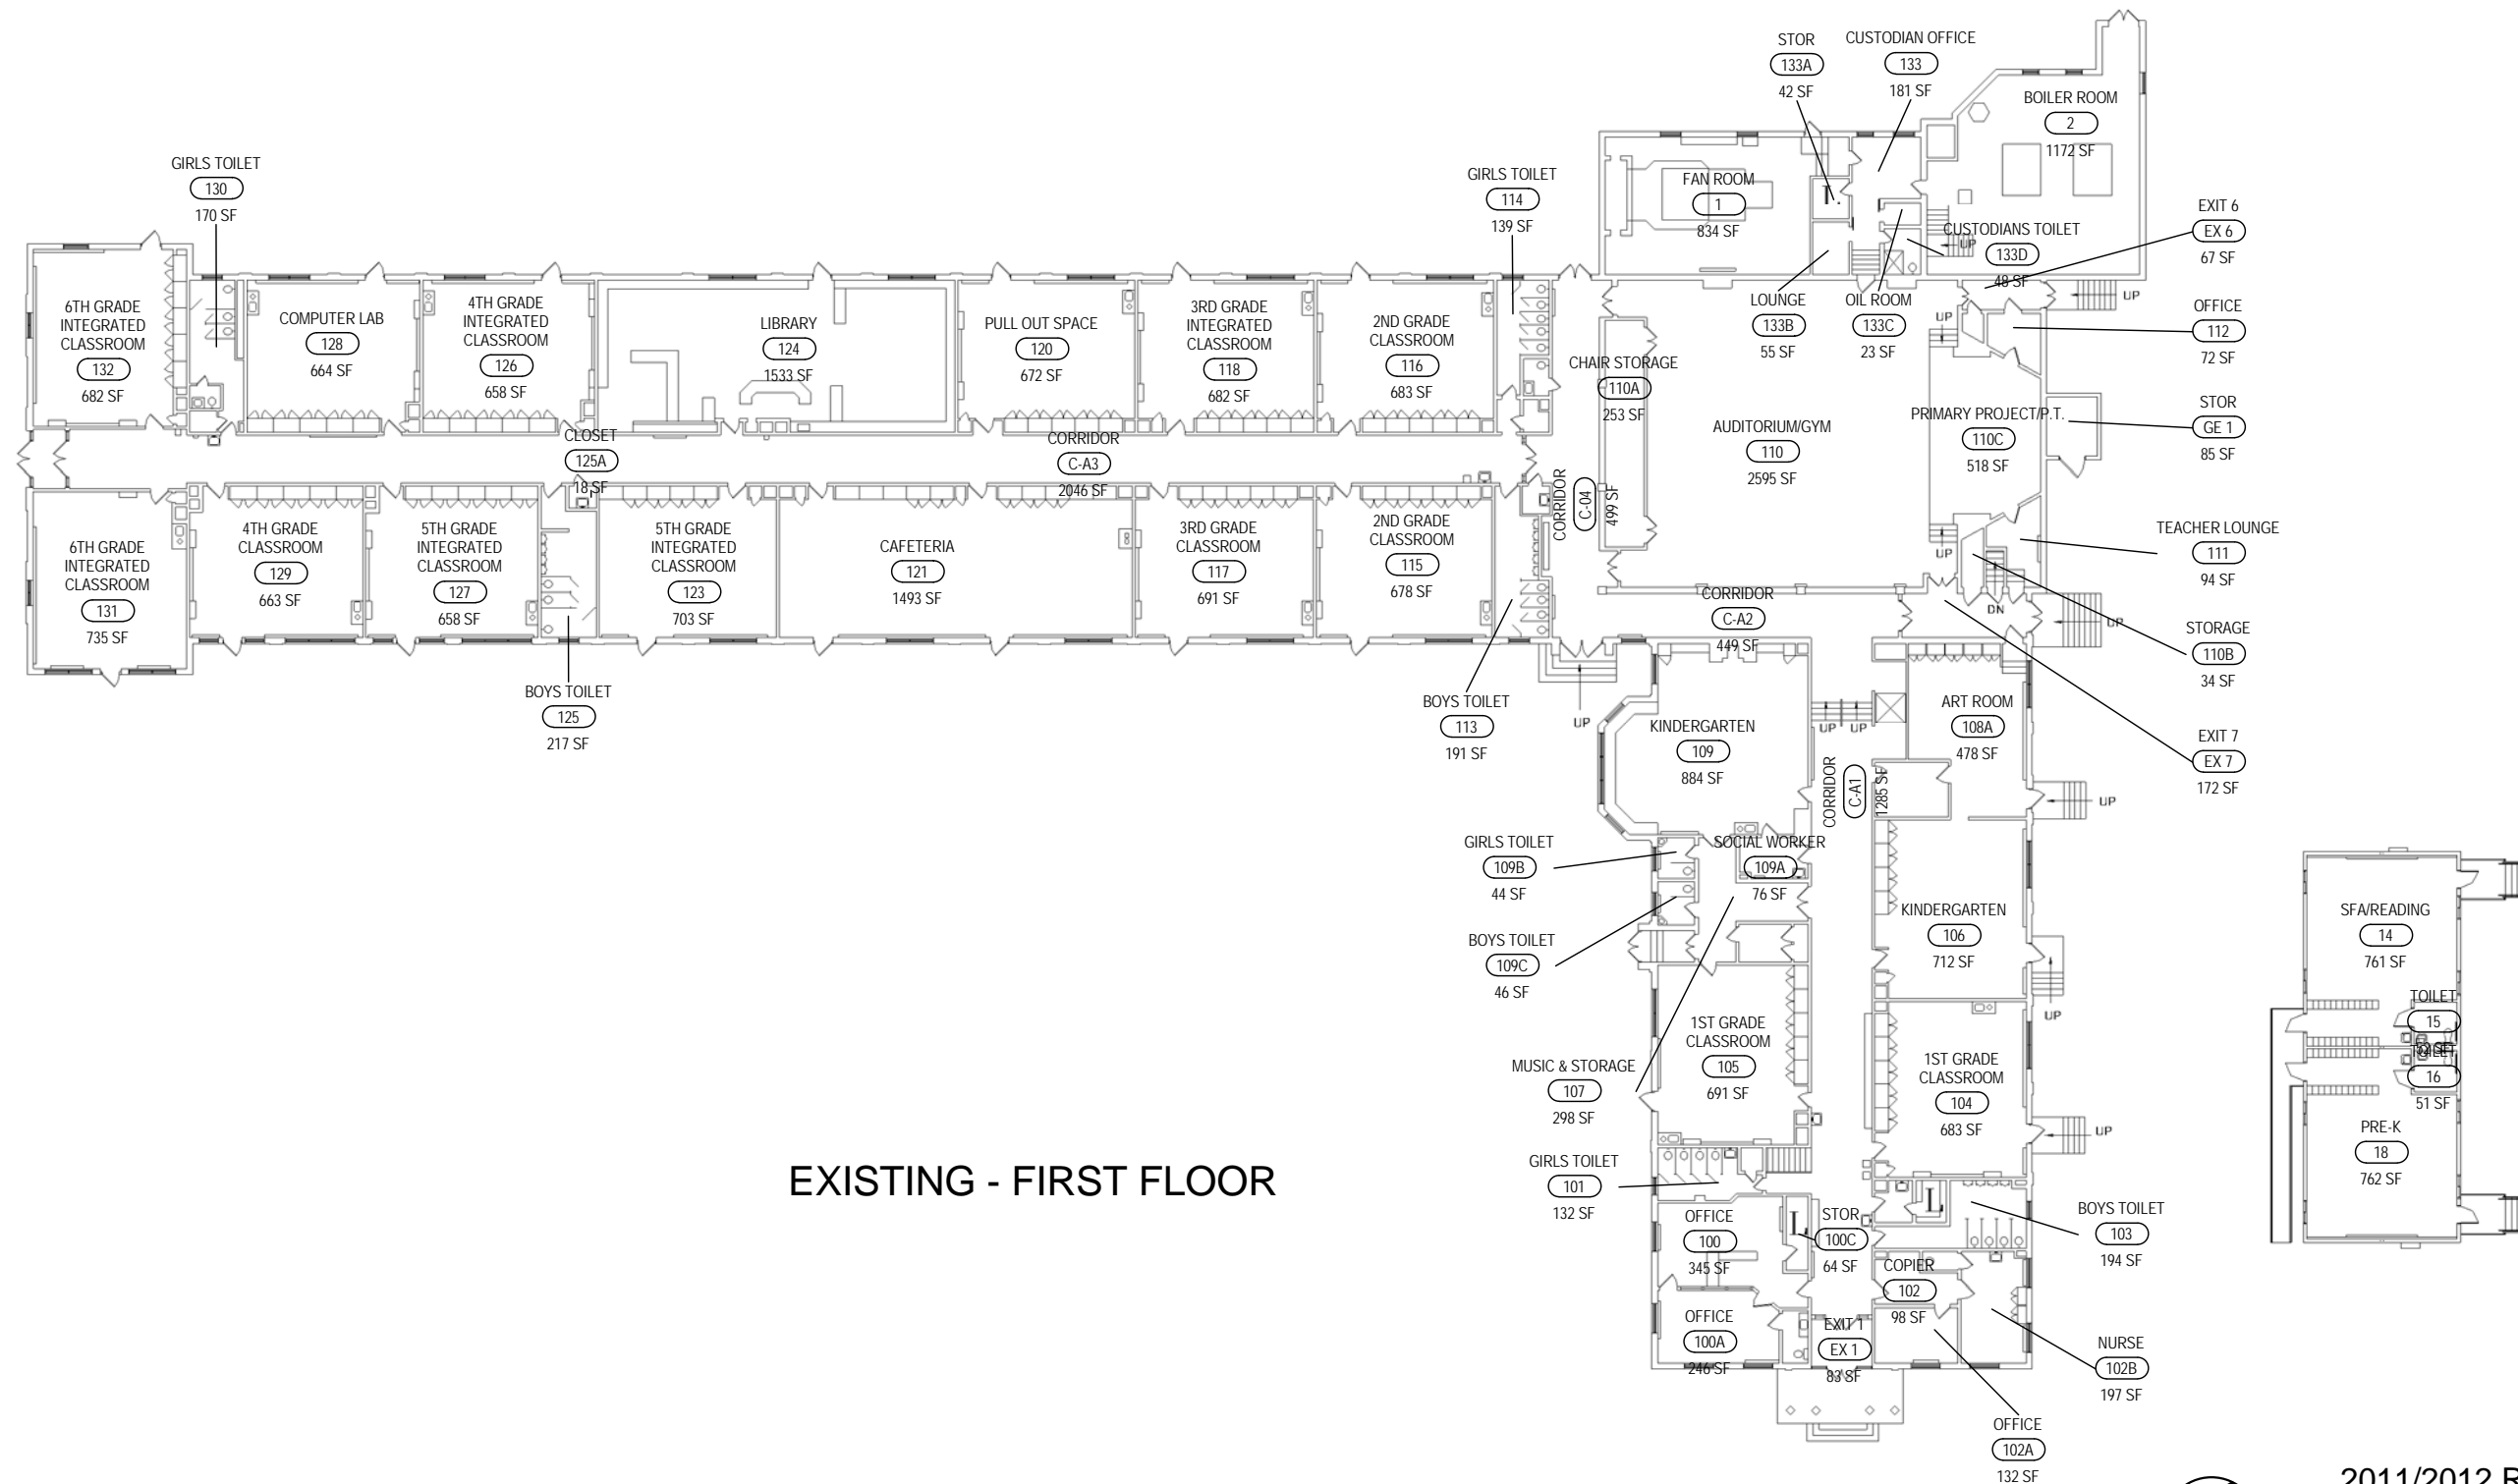 STOR
133A
42 SF
CUSTODIAN OFFICE
133
181 SF
BOILER ROOM
2
1172 SF
GIRLS TOILET
130
170 SF
GIRLS TOILET
114
139 SF
FAN ROOM
1
834 SF
CUSTODIANS TOILET
133D
48 SF
UP
EXIT 6
EX 6
67 SF
UP
OFFICE
112
72 SF
LOUNGE
133B
55 SF
OIL ROOM
133C
23 SF
UP
6TH GRADE
INTEGRATED
CLASSROOM
132
682 SF
COMPUTER LAB
128
664 SF
4TH GRADE
INTEGRATED
CLASSROOM
126
658 SF
LIBRARY
124
1533 SF
PULL OUT SPACE
120
672 SF
3RD GRADE
INTEGRATED
CLASSROOM
118
682 SF
2ND GRADE
CLASSROOM
116
683 SF
CHAIR STORAGE
110A
253 SF
AUDITORIUM/GYM
110
2595 SF
PRIMARY PROJECT/P.T.
110C
518 SF
STOR
GE 1
85 SF
CLOSET
125A
18 SF
CORRIDOR
C-A3
2046 SF
CORRIDOR
C-04
499 SF
6TH GRADE
INTEGRATED
CLASSROOM
131
735 SF
4TH GRADE
CLASSROOM
129
663 SF
5TH GRADE
INTEGRATED
CLASSROOM
127
658 SF
5TH GRADE
INTEGRATED
CLASSROOM
123
703 SF
CAFETERIA
121
1493 SF
3RD GRADE
CLASSROOM
117
691 SF
2ND GRADE
CLASSROOM
115
678 SF
UP
DN
TEACHER LOUNGE
111
94 SF
CORRIDOR
C-A2
449 SF
UP
STORAGE
110B
34 SF
BOYS TOILET
125
217 SF
BOYS TOILET
113
191 SF
UP
KINDERGARTEN
109
884 SF
UP
UP
ART ROOM
108A
478 SF
EXIT 7
EX 7
172 SF
CORRIDOR
C-A1
1285 SF
UP
GIRLS TOILET
109B
44 SF
SOCIAL WORKER
109A
76 SF
KINDERGARTEN
106
712 SF
SFA/READING
14
761 SF
BOYS TOILET
109C
46 SF
UP
TOILET
15
TOILET
16
51 SF
1ST GRADE
CLASSROOM
105
691 SF
MUSIC & STORAGE
107
298 SF
1ST GRADE
CLASSROOM
104
683 SF
UP
PRE-K
18
762 SF
EXISTING - FIRST FLOOR
GIRLS TOILET
101
132 SF
OFFICE
100
345 SF
STOR
100C
64 SF
BOYS TOILET
103
194 SF
COPIER
102
98 SF
OFFICE
100A
246 SF
EXIT 1
EX 1
83 SF
NURSE
102B
197 SF
OFFICE
102A
132 SF
2011/2012